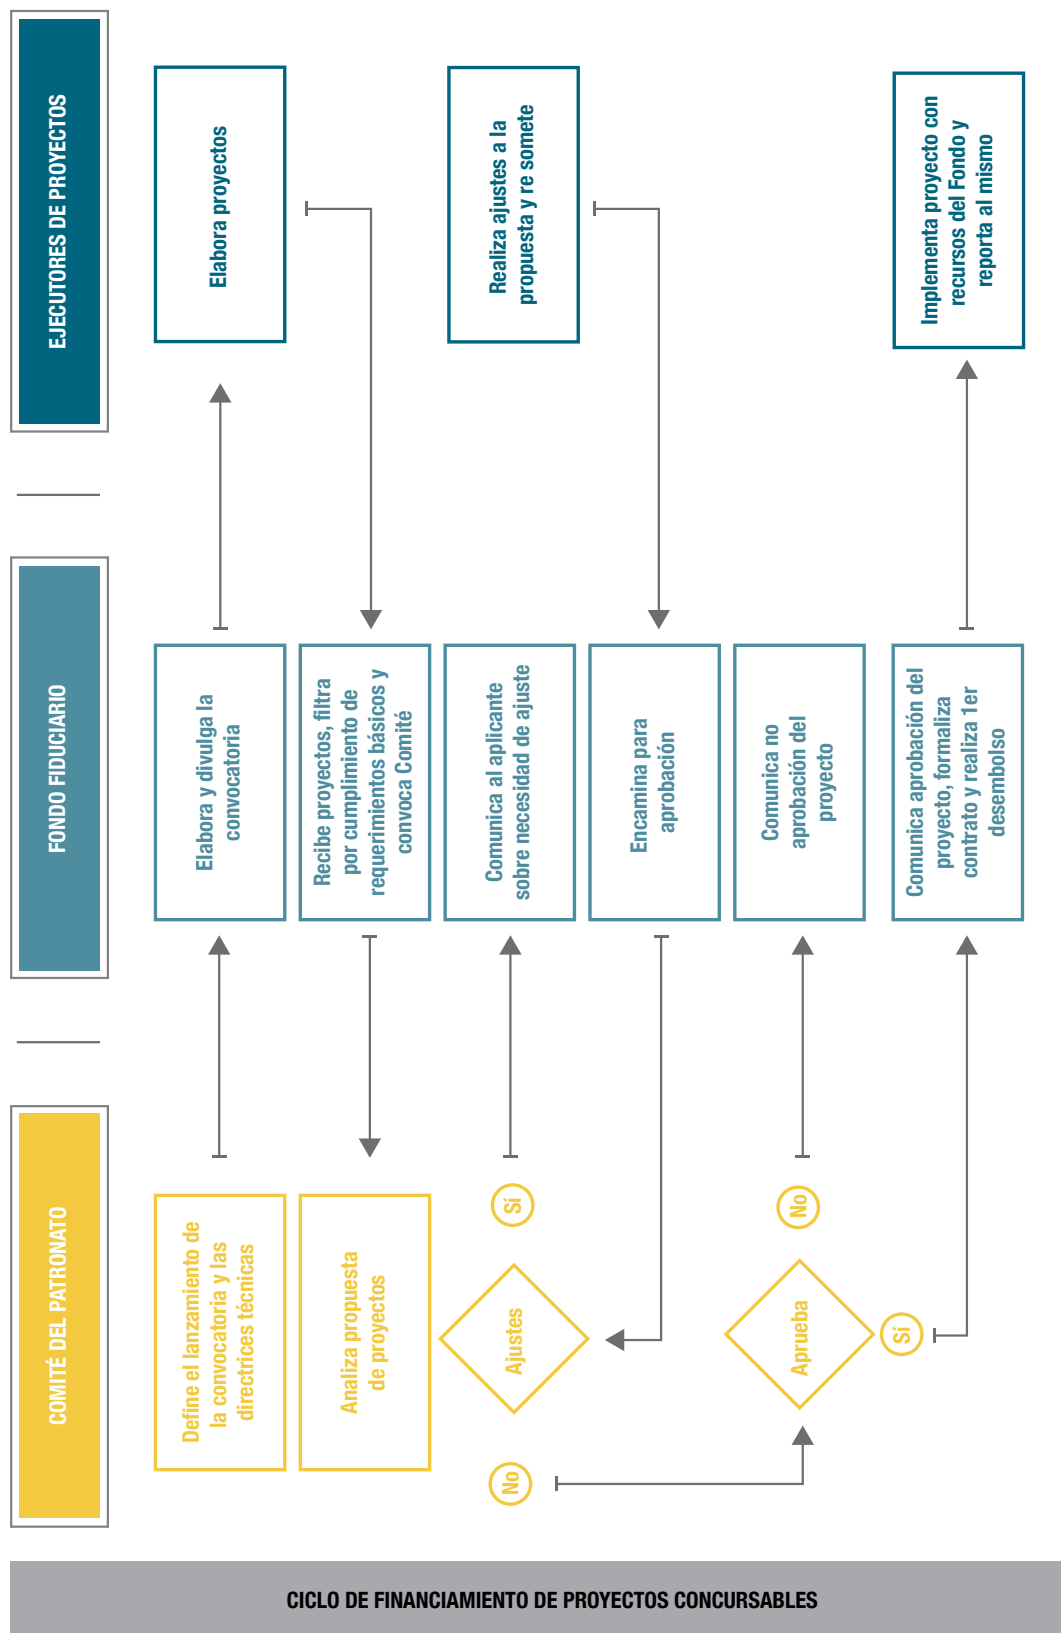 CICLO DE FINANCIAMIENTO DE PROYECTOS CONCURSABLES
COMITÉ DEL PATRONATO
FONDO FIDUCIARIO
EJECUTORES DE PROYECTOS
Define el lanzamiento de
la convocatoria y las
directrices técnicas
Elabora y divulga la
convocatoria
Elabora proyectos
Analiza propuesta
de proyectos
Recibe proyectos, filtra
por cumplimiento de
requerimientos básicos y
convoca Comité
No
Ajustes
Sí
Comunica al aplicante
sobre necesidad de ajuste
Realiza ajustes a la
propuesta y re somete
Encamina para
aprobación
Aprueba
No
Comunica no
aprobación del
proyecto
Sí
Comunica aprobación del
proyecto, formaliza
contrato y realiza 1er
desembolso
Implementa proyecto con
recursos del Fondo y
reporta al mismo